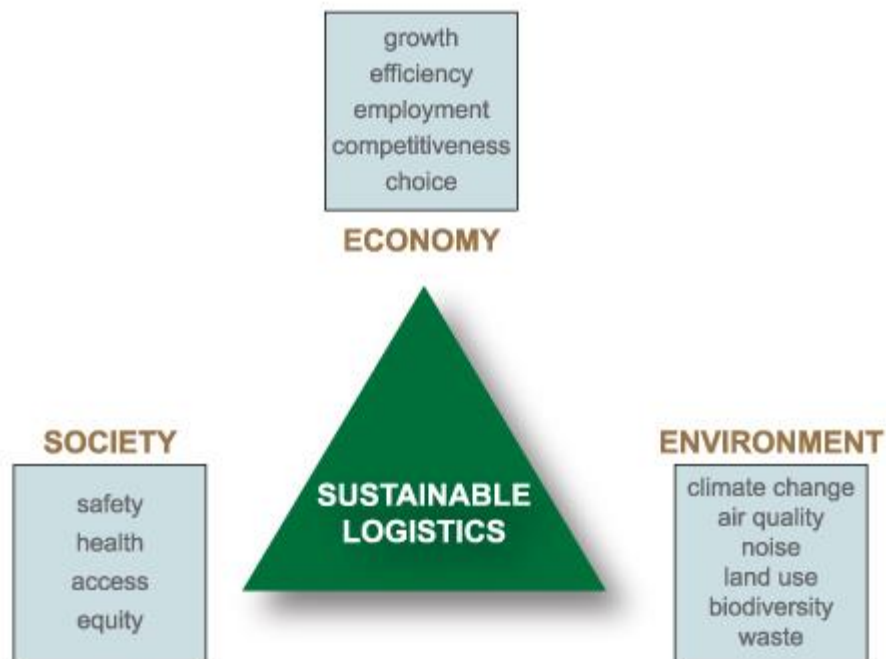 growth
efficiency
employment
competitiveness
choice
ECONOMY
SOCIETY
safety
health
access
equity
SUSTAINABLE
LOGISTICS
ENVIRONMENT
climate change
air quality
noise
land use
biodiversity
waste